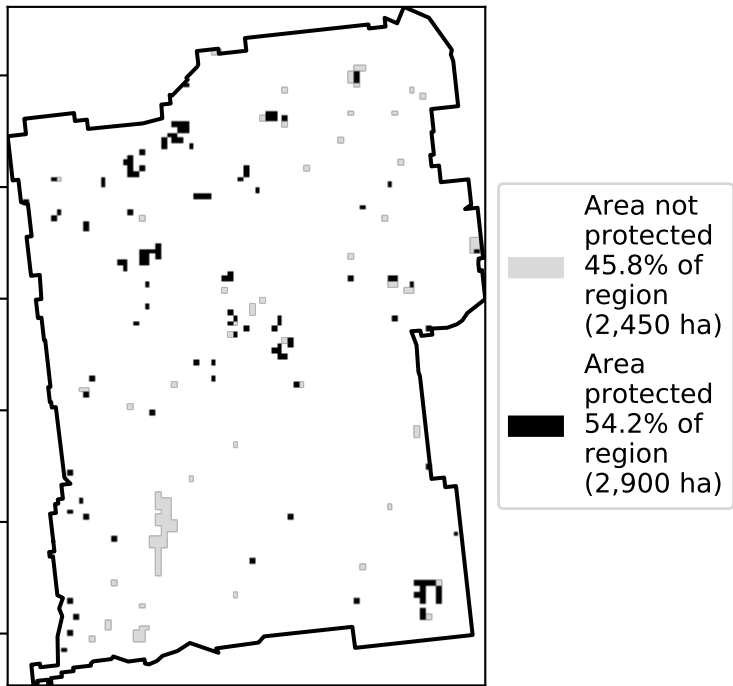 Area not
protected
45.8% of
region
(2,450 ha)
Area
protected
54.2% of
region
(2,900 ha)